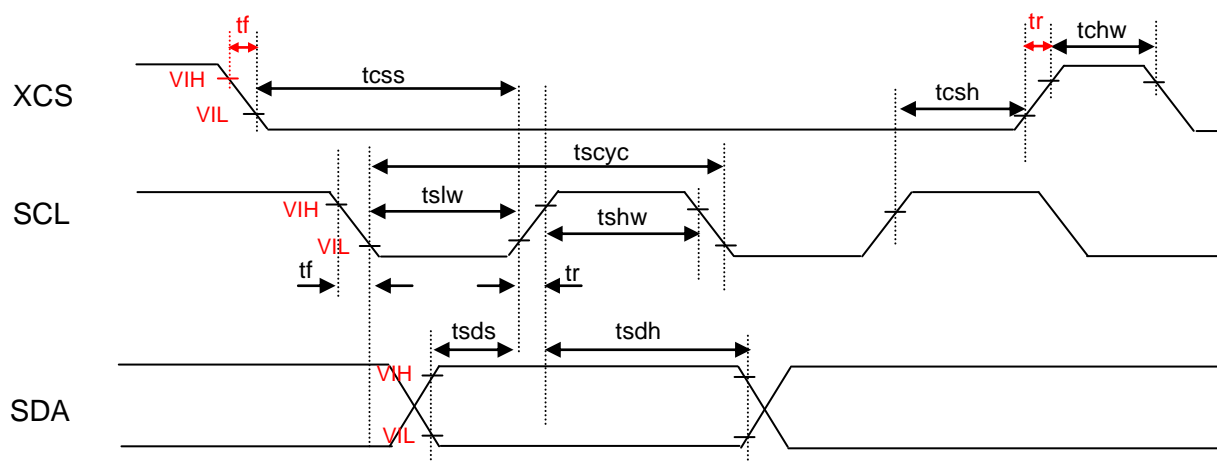 tf
tr
tchw
VIH
tcss
XCS
VIL
tcsh
tscyc
tslw
SCL
VIH
tshw
VIL
tf
tr
tsds
tsdh
VIH
SDA
VIL